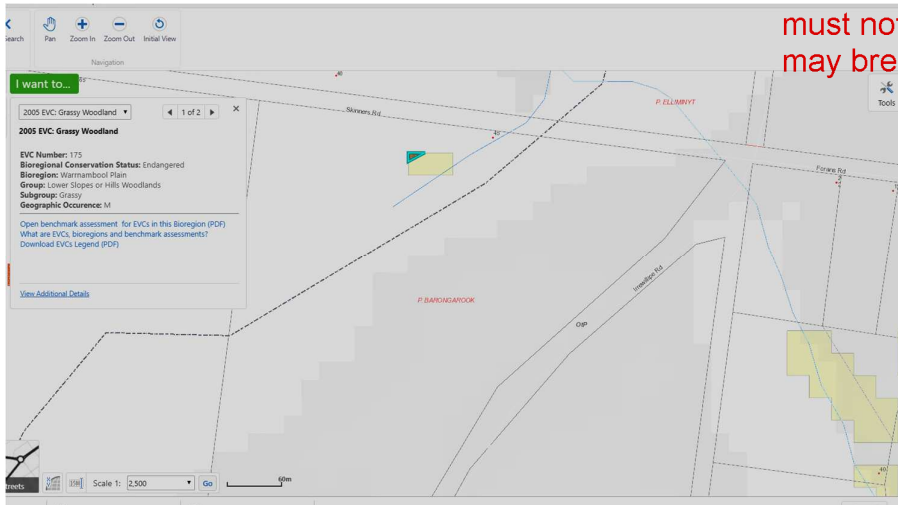 must not
may bre
Search
Pan
Zoom In
Zoom Out
Initial View
Navigation
I want to...
2005 EVC: Grassy Woodland
1 of 2
2005 EVC: Grassy Woodland
EVC Number: 175
Bioregional Conservation Status: Endangered
Bioregion: Warrnambool Plain
Group: Lower Slopes or Hills Woodlands
Subgroup: Grassy
Geographic Occurence: M
Open benchmark assessment for EVCs in this Bioregion (PDF)
What are EVCs, bioregions and benchmark assessments?
Download EVCs Legend (PDF)
View Additional Details
Skinners Rd
P. ELLIMINYT
Tools
Forans Rd
P. BARONGAROOK
Irrewillipe Rd
OtP
treets
Scale 1:
2,500
Go
60m